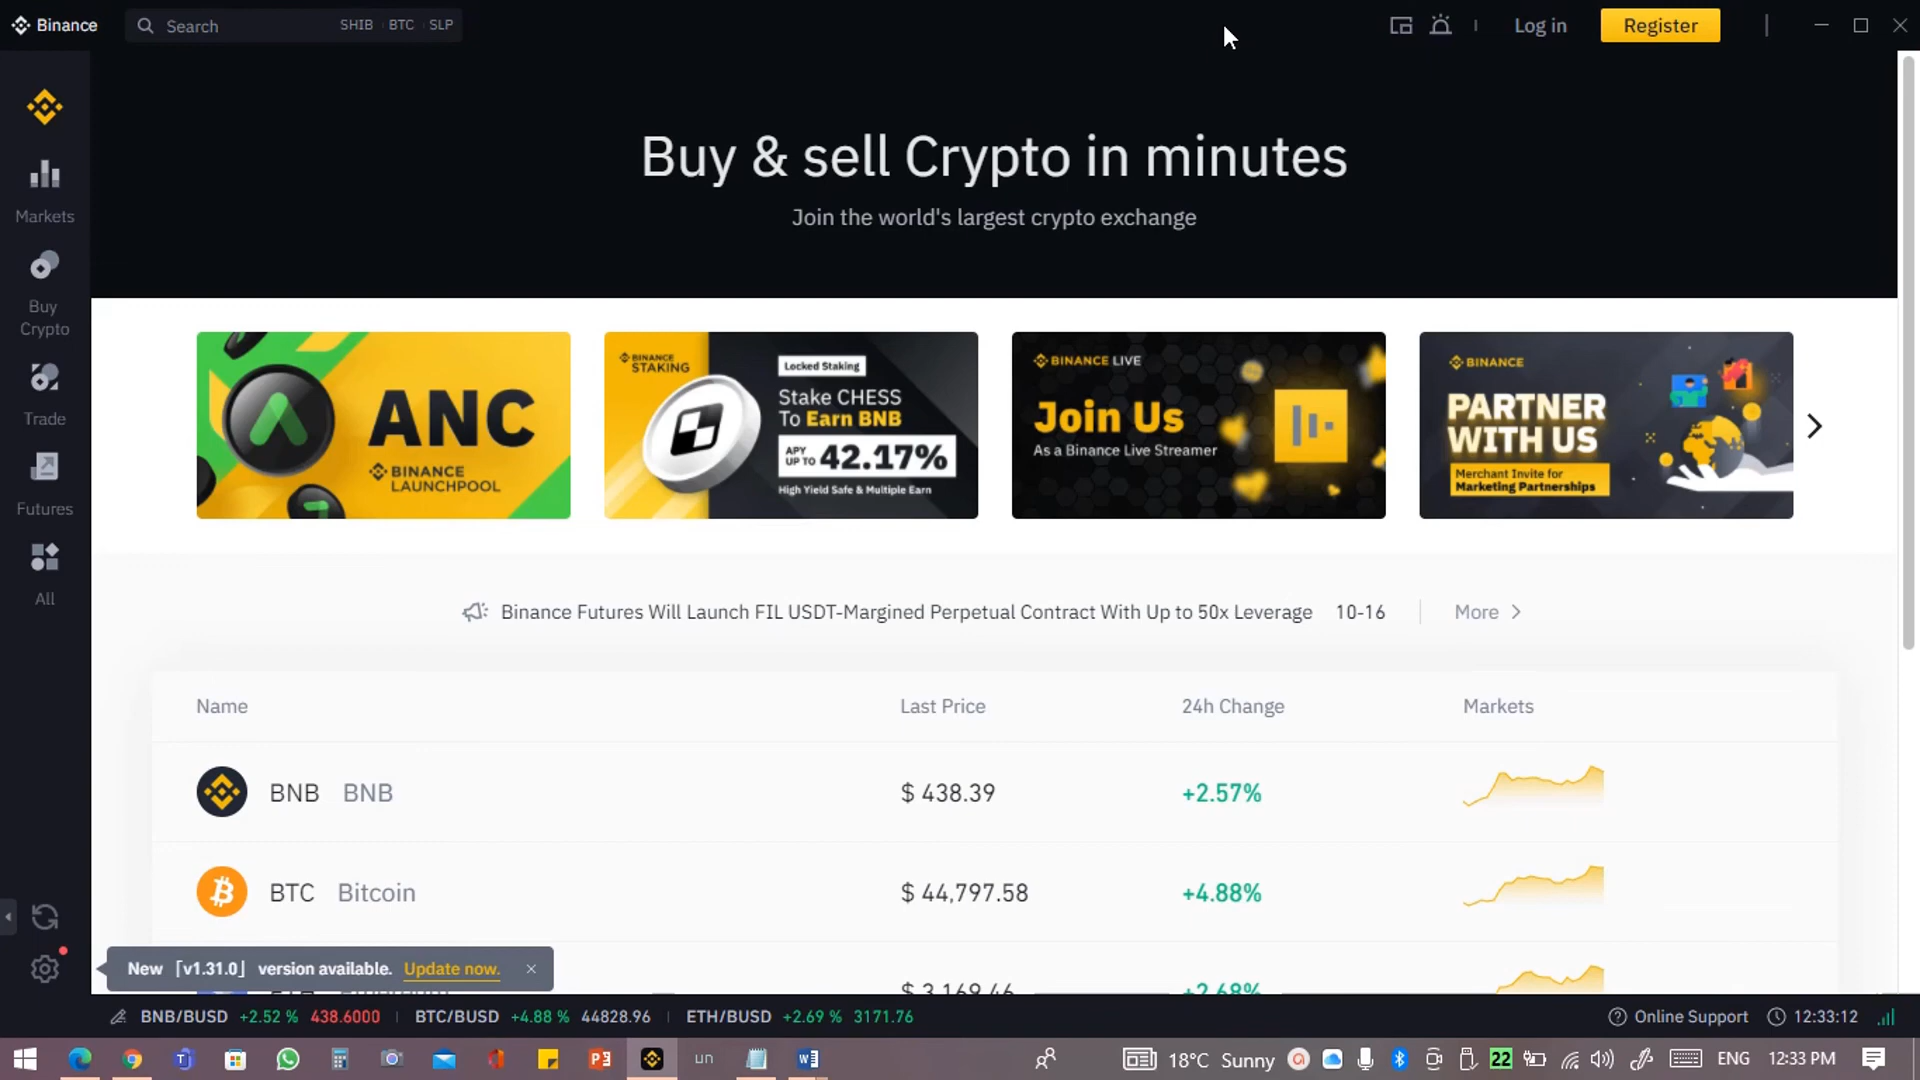 Binance
Search SHIB BTC SLP
Log in
Register
Markets
Buy
Crypto
Trade
Futures
All
Buy & sell Crypto in minutes
Join the world's largest crypto exchange
ANC
BINANCE
LAUNCHPOOL
BINANCE
STAKING
Locked Staking
Stake CHESS
To Earn BNB
APY
UP TO 42.17%
High Yield Safe & Multiple Earn
BINANCE LIVE
Join Us
As a Binance Live Streamer
BINANCE
PARTNER
WITH US
Merchant Invite for
Marketing Partnerships
Binance Futures Will Launch FIL USDT-Margined Perpetual Contract With Up to 50x Leverage 10-16 More
Name Last Price 24h Change Markets
BNB BNB $ 438.39 +2.57%
BTC Bitcoin $ 44,797.58 +4.88%
$ 3,169.46 +2.68%
New 「v1.31.0」 version available. Update now.
BNB/BUSD +2.52 % 438.6000 BTC/BUSD +4.88 % 44828.96 ETH/BUSD +2.69 % 3171.76 Online Support 12:33:12
un 18°C Sunny 22 ENG 12:33 PM